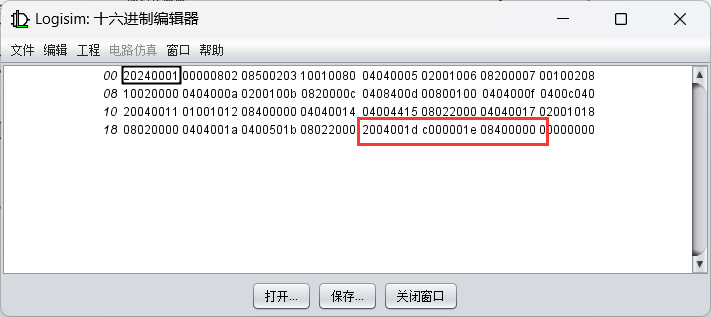 Logisim: 十六进制编辑器
文件 编辑 工程 电路仿真 窗口 帮助
00 20240001 00000802 08500203 10010080 04040005 02001006 08200007 00100208
08 10020000 0404000a 0200100b 0820000c 0408400d 00800100 0404000f 0400c040
10 20040011 01001012 08400000 04040014 04004415 08022000 04040017 02001018
18 08020000 0404001a 0400501b 08022000 2004001d c000001e 08400000 00000000
打开... 保存... 关闭窗口